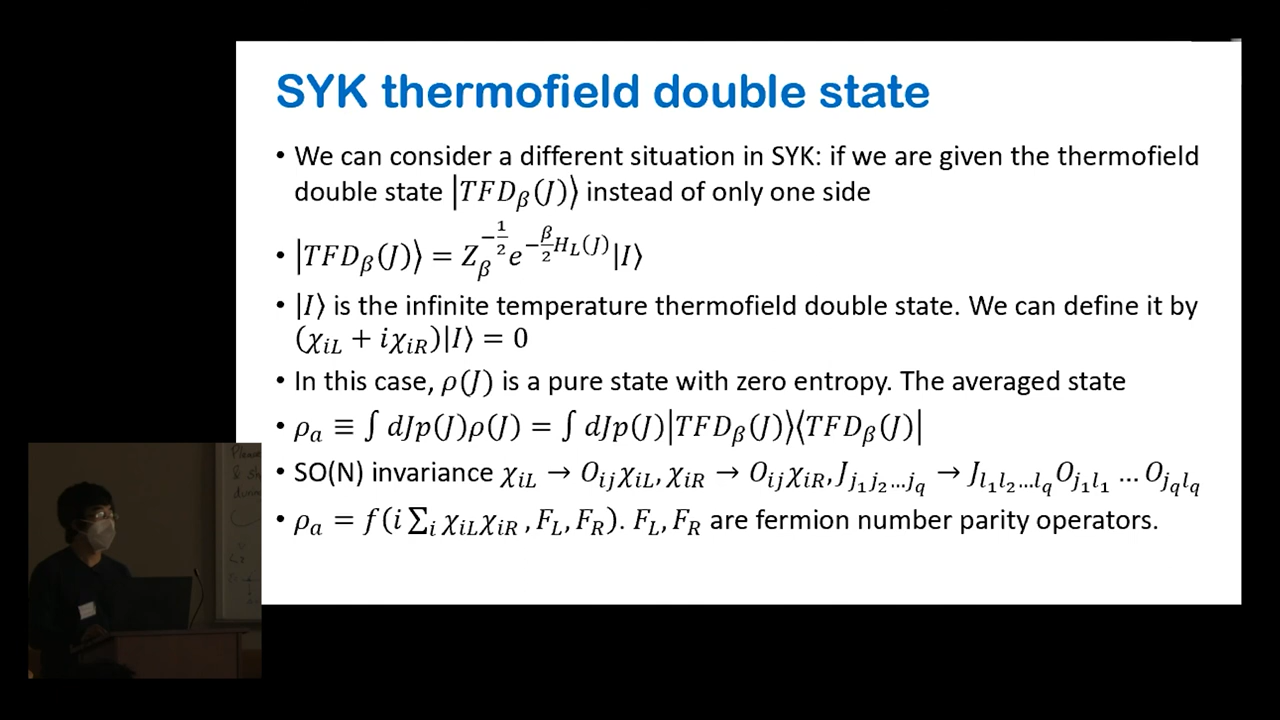 SYK thermofield double state
• We can consider a different situation in SYK: if we are given the thermofield
double state |TFD_β(J)⟩ instead of only one side
• |TFD_β(J)⟩ = Z_β^{-1/2} e^{-β/2 H_L(J)} |I⟩
• |I⟩ is the infinite temperature thermofield double state. We can define it by
(χ_{iL} + iχ_{iR})|I⟩ = 0
• In this case, ρ(J) is a pure state with zero entropy. The averaged state
• ρ_a ≡ ∫ dJp(J)ρ(J) = ∫ dJp(J)|TFD_β(J)⟩⟨TFD_β(J)|
• SO(N) invariance χ_{iL} → O_{ij}χ_{iL}, χ_{iR} → O_{ij}χ_{iR}, J_{j_1 j_2…j_q} → J_{l_1 l_2…l_q} O_{j_1 l_1} … O_{j_q l_q}
• ρ_a = f(i ∑_i χ_{iL}χ_{iR}, F_L, F_R). F_L, F_R are fermion number parity operators.
Please